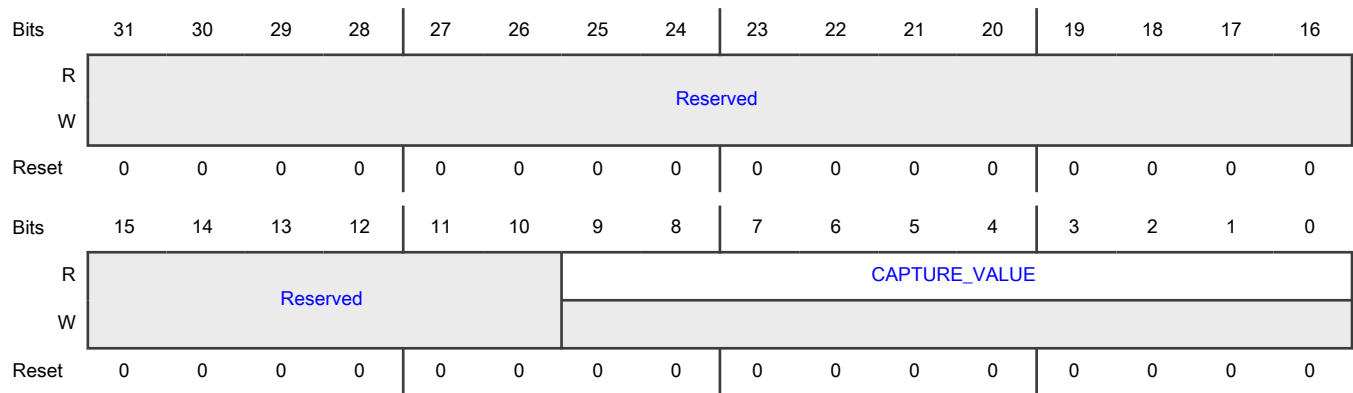 Bits 31 30 29 28 27 26 25 24 23 22 21 20 19 18 17 16
R
Reserved
W
Reset 0 0 0 0 0 0 0 0 0 0 0 0 0 0 0 0
Bits 15 14 13 12 11 10 9 8 7 6 5 4 3 2 1 0
R CAPTURE_VALUE
Reserved
W
Reset 0 0 0 0 0 0 0 0 0 0 0 0 0 0 0 0